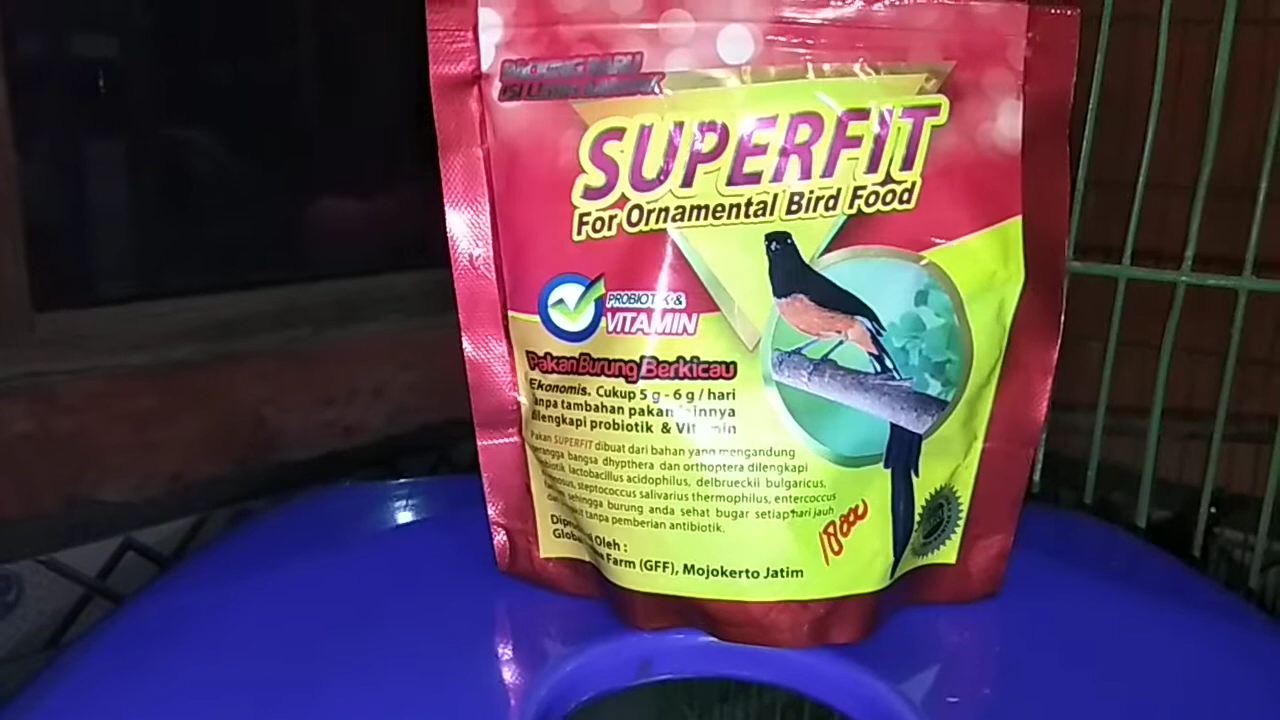 SUPERFIT
For Ornamental Bird Food
PROBIOTIK &
VITAMIN
Pakan Burung Berkicau
Ekonomis. Cukup 5 g - 6 g / hari
tanpa tambahan pakan lainnya
dilengkapi probiotik & Vitamin
Pakan SUPERFIT dibuat dari bahan yang mengandung
bangsa dhypthera dan orthoptera dilengkapi
lactobacillus acidophilus, delbrueckii bulgaricus,
steptococcus salivarius thermophilus, entercoccus
sehingga burung anda sehat bugar setiap hari jauh
tanpa pemberian antibiotik.
Oleh :
Farm (GFF), Mojokerto Jatim
18000